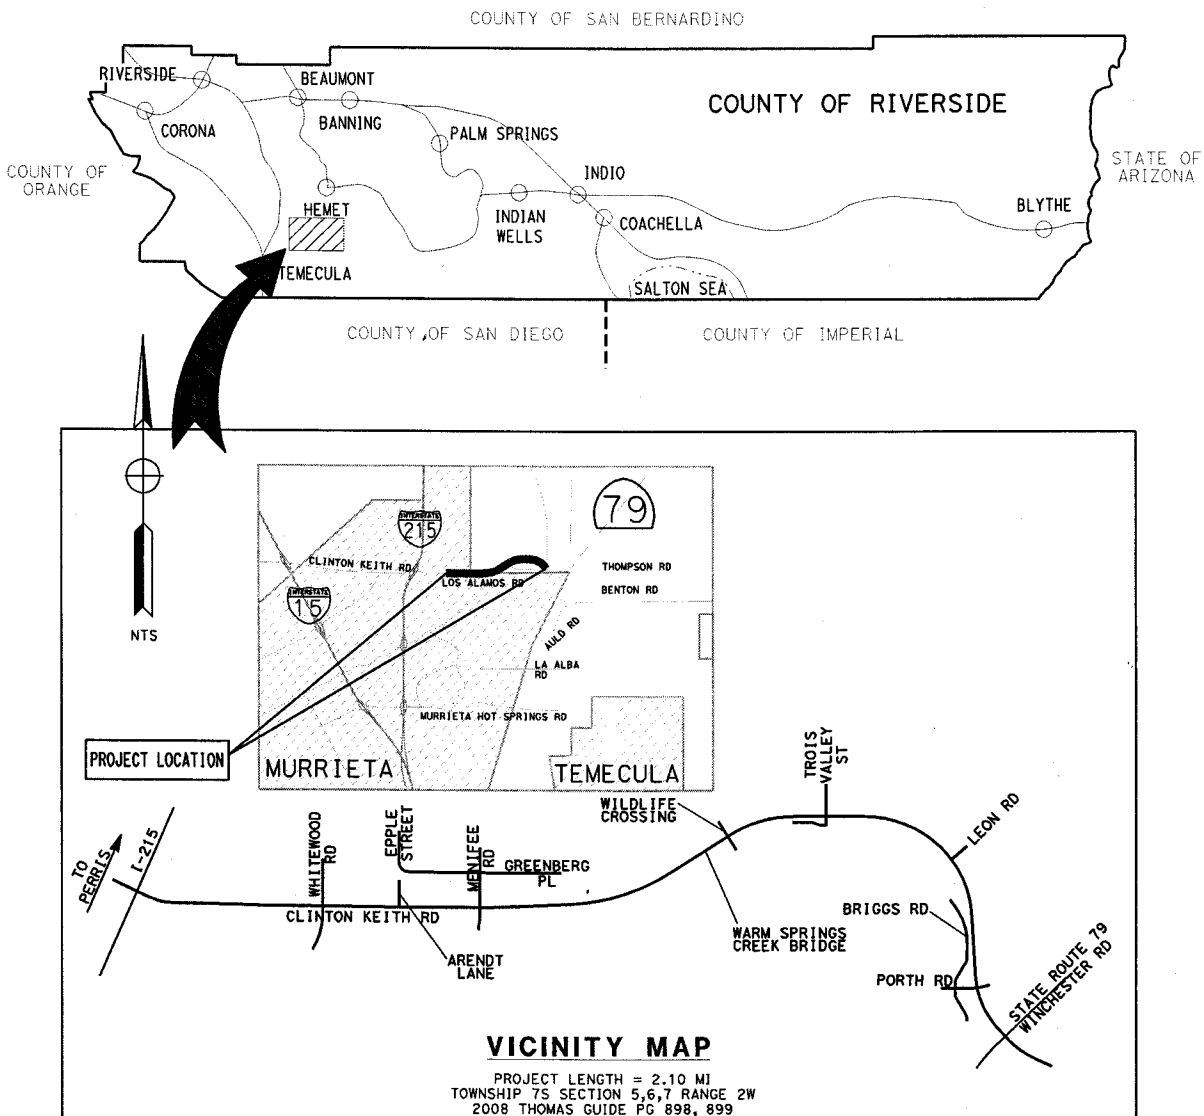 COUNTY OF SAN BERNARDINO
RIVERSIDE
BEAUMONT
COUNTY OF RIVERSIDE
CORONA
BANNING
PALM SPRINGS
COUNTY OF
ORANGE
STATE OF
ARIZONA
INDIO
HEMET
INDIAN
WELLS
COACHELLA
BLYTHE
TEMECULA
SALTON SEA
COUNTY OF SAN DIEGO
COUNTY OF IMPERIAL
NTS
INTERSTATE
215
79
CLINTON KEITH RD
THOMPSON RD
LOS ALAMOS RD
BENTON RD
INTERSTATE
15
AULD RD
LA ALBA
RD
MURRIETA HOT SPRINGS RD
PROJECT LOCATION
MURRIETA
TEMECULA
TROIS
VALLEY
ST
WILDLIFE
CROSSING
LEON RD
TO
PERRIS
I-215
WHITEWOOD
RD
EPPLE
STREET
MENIFEE
RD
GREENBERG
PL
CLINTON KEITH RD
BRIGGS RD
WARM SPRINGS
CREEK BRIDGE
ARENDT
LANE
PORTH RD
STATE ROUTE 79
WINCHESTER RD
VICINITY MAP
PROJECT LENGTH = 2.10 MI
TOWNSHIP 7S SECTION 5,6,7 RANGE 2W
2008 THOMAS GUIDE PG 898, 899